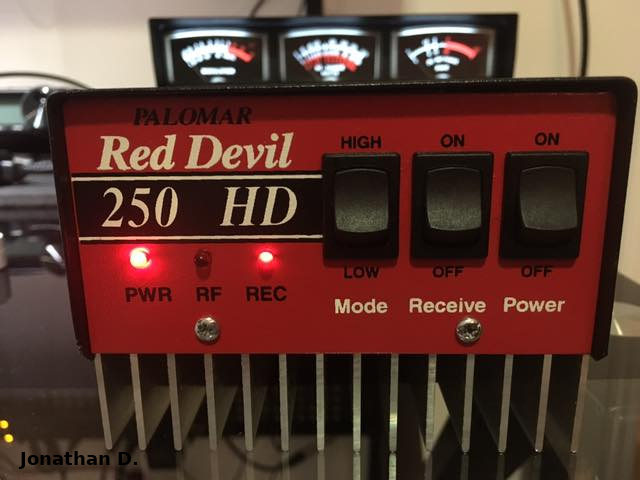 PALOMAR
Red Devil
250 HD
HIGH ON ON
LOW OFF OFF
PWR RF REC
Mode Receive Power
Jonathan D.